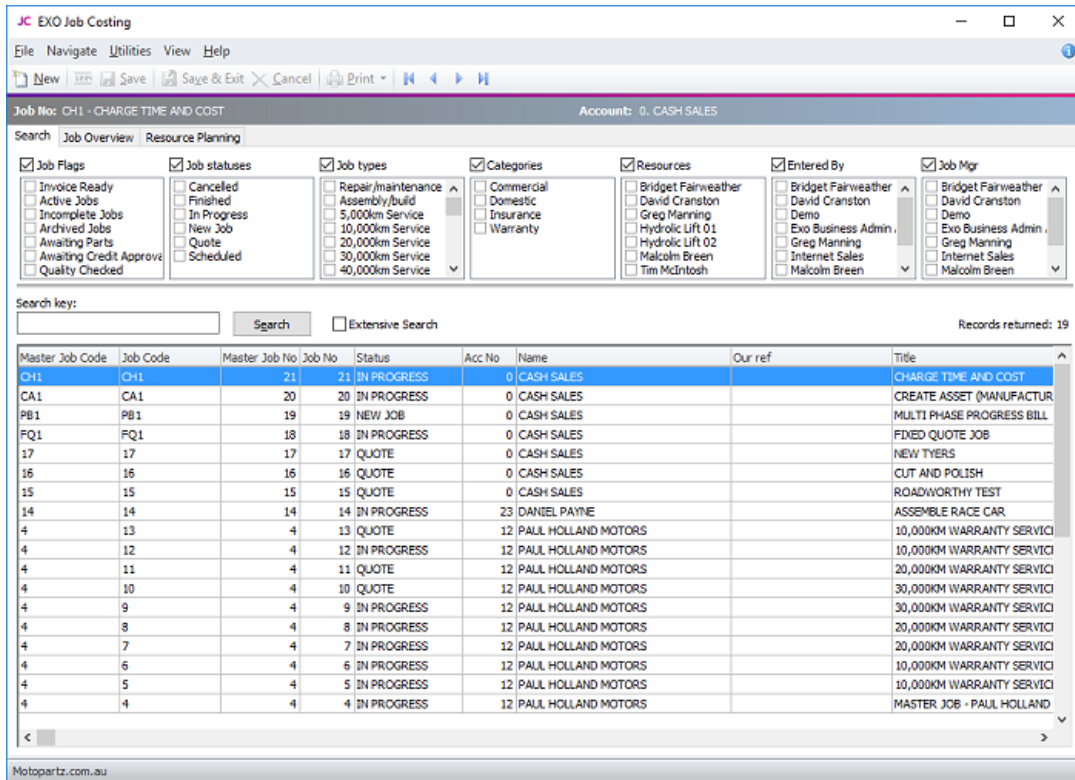 JC EXO Job Costing
File Navigate Utilities View Help
New Save Save & Exit Cancel Print
Job No: CH1 - CHARGE TIME AND COST Account: 0. CASH SALES
Search Job Overview Resource Planning
Job Flags Job statuses Job types Categories Resources Entered By Job Mgr
Invoice Ready Cancelled Repair/maintenance Commercial Bridget Fairweather Bridget Fairweather Bridget Fairweather
Active Jobs Finished Assembly/build Domestic David Cranston David Cranston David Cranston
Incomplete Jobs In Progress 5,000km Service Insurance Greg Manning Demo Demo
Archived Jobs New Job 10,000km Service Warranty Hydrolic Lift 01 Exo Business Admin Exo Business Admin
Awaiting Parts Quote 20,000km Service Hydrolic Lift 02 Greg Manning Greg Manning
Awaiting Credit Approva Scheduled 30,000km Service Malcolm Breen Internet Sales Internet Sales
Quality Checked 40,000km Service Tim McIntosh Malcolm Breen Malcolm Breen
Search key:
Search Extensive Search Records returned: 19
Master Job Code Job Code Master Job No Job No Status Acc No Name Our ref Title
CH1 CH1 21 21 IN PROGRESS 0 CASH SALES CHARGE TIME AND COST
CA1 CA1 20 20 IN PROGRESS 0 CASH SALES CREATE ASSET (MANUFACTUR
PB1 PB1 19 19 NEW JOB 0 CASH SALES MULTI PHASE PROGRESS BILL
FQ1 FQ1 18 18 IN PROGRESS 0 CASH SALES FIXED QUOTE JOB
17 17 17 17 QUOTE 0 CASH SALES NEW TYERS
16 16 16 16 QUOTE 0 CASH SALES CUT AND POLISH
15 15 15 15 QUOTE 0 CASH SALES ROADWORTHY TEST
14 14 14 14 IN PROGRESS 23 DANIEL PAYNE ASSEMBLE RACE CAR
4 13 4 13 QUOTE 12 PAUL HOLLAND MOTORS 10,000KM WARRANTY SERVICI
4 12 4 12 IN PROGRESS 12 PAUL HOLLAND MOTORS 10,000KM WARRANTY SERVICI
4 11 4 11 QUOTE 12 PAUL HOLLAND MOTORS 20,000KM WARRANTY SERVICI
4 10 4 10 QUOTE 12 PAUL HOLLAND MOTORS 30,000KM WARRANTY SERVICI
4 9 4 9 IN PROGRESS 12 PAUL HOLLAND MOTORS 30,000KM WARRANTY SERVICI
4 8 4 8 IN PROGRESS 12 PAUL HOLLAND MOTORS 20,000KM WARRANTY SERVICI
4 7 4 7 IN PROGRESS 12 PAUL HOLLAND MOTORS 20,000KM WARRANTY SERVICI
4 6 4 6 IN PROGRESS 12 PAUL HOLLAND MOTORS 10,000KM WARRANTY SERVICI
4 5 4 5 IN PROGRESS 12 PAUL HOLLAND MOTORS 10,000KM WARRANTY SERVICI
4 4 4 4 IN PROGRESS 12 PAUL HOLLAND MOTORS MASTER JOB - PAUL HOLLAND
Motopartz.com.au